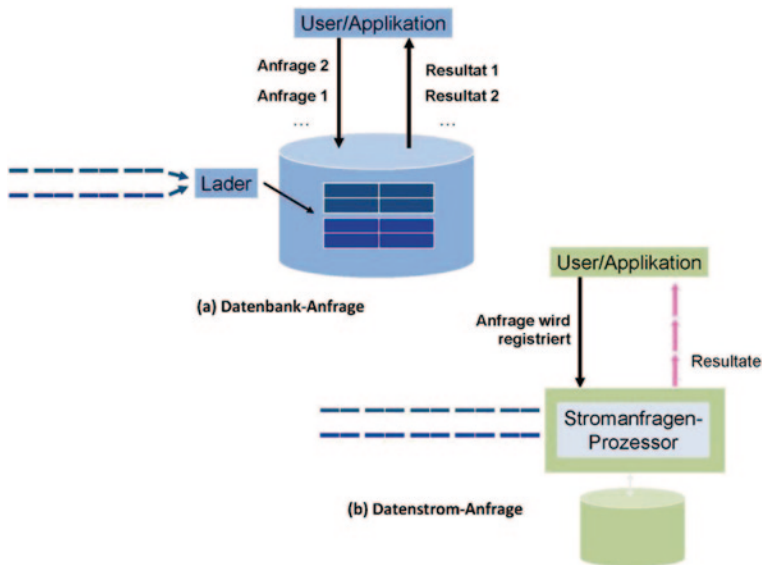 User/Applikation
Anfrage 2
Anfrage 1
...
Resultat 1
Resultat 2
...
Lader
(a) Datenbank-Anfrage
User/Applikation
Anfrage wird
registriert
Resultate
Stromanfragen-
Prozessor
(b) Datenstrom-Anfrage